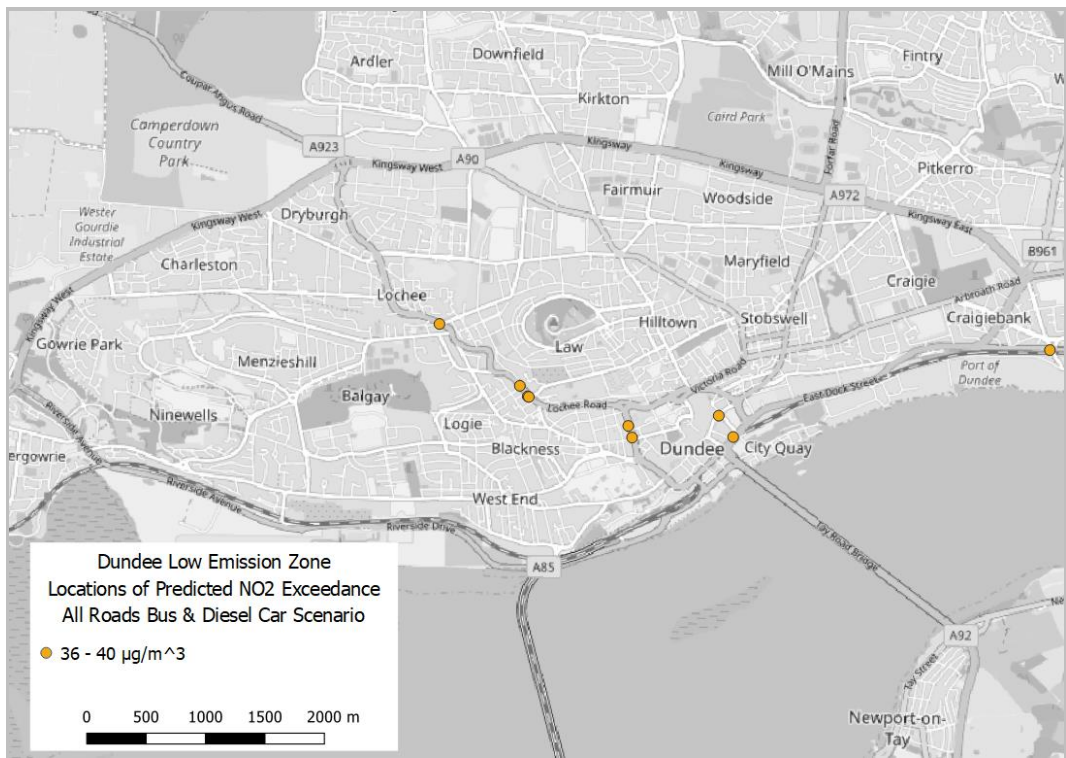 Downfield
Fintry
Ardler
Mill O'Mains
Kirkton
Coupar Angus Road
Caird Park
Camperdown
Country
Park
A923
Kingsway West
A90
Kingsway
Kingsway
Forfar Road
Pitkerro
Fairmuir
Woodside
A972
Wester
Gourdie
Industrial
Estate
Kingsway West
Dryburgh
Kingsway East
B961
Charleston
Maryfield
Craigie
Kingsway West
Lochee
Arbroath Road
Hilltown
Stobswell
Craigiebank
Gowrie Park
Law
Menzieshill
Port of
Dundee
Balgay
Victoria Road
East Dock Street
Ninewells
Lochee Road
Riverside Avenue
Logie
Blackness
Dundee
City Quay
ergowrie
Riverside Avenue
West End
Riverside Drive
Tay Road Bridge
A85
Dundee Low Emission Zone
Locations of Predicted NO2 Exceedance
All Roads Bus & Diesel Car Scenario
36 - 40 µg/m^3
0 500 1000 1500 2000 m
A92
Tay Street
Newport-on-
Tay